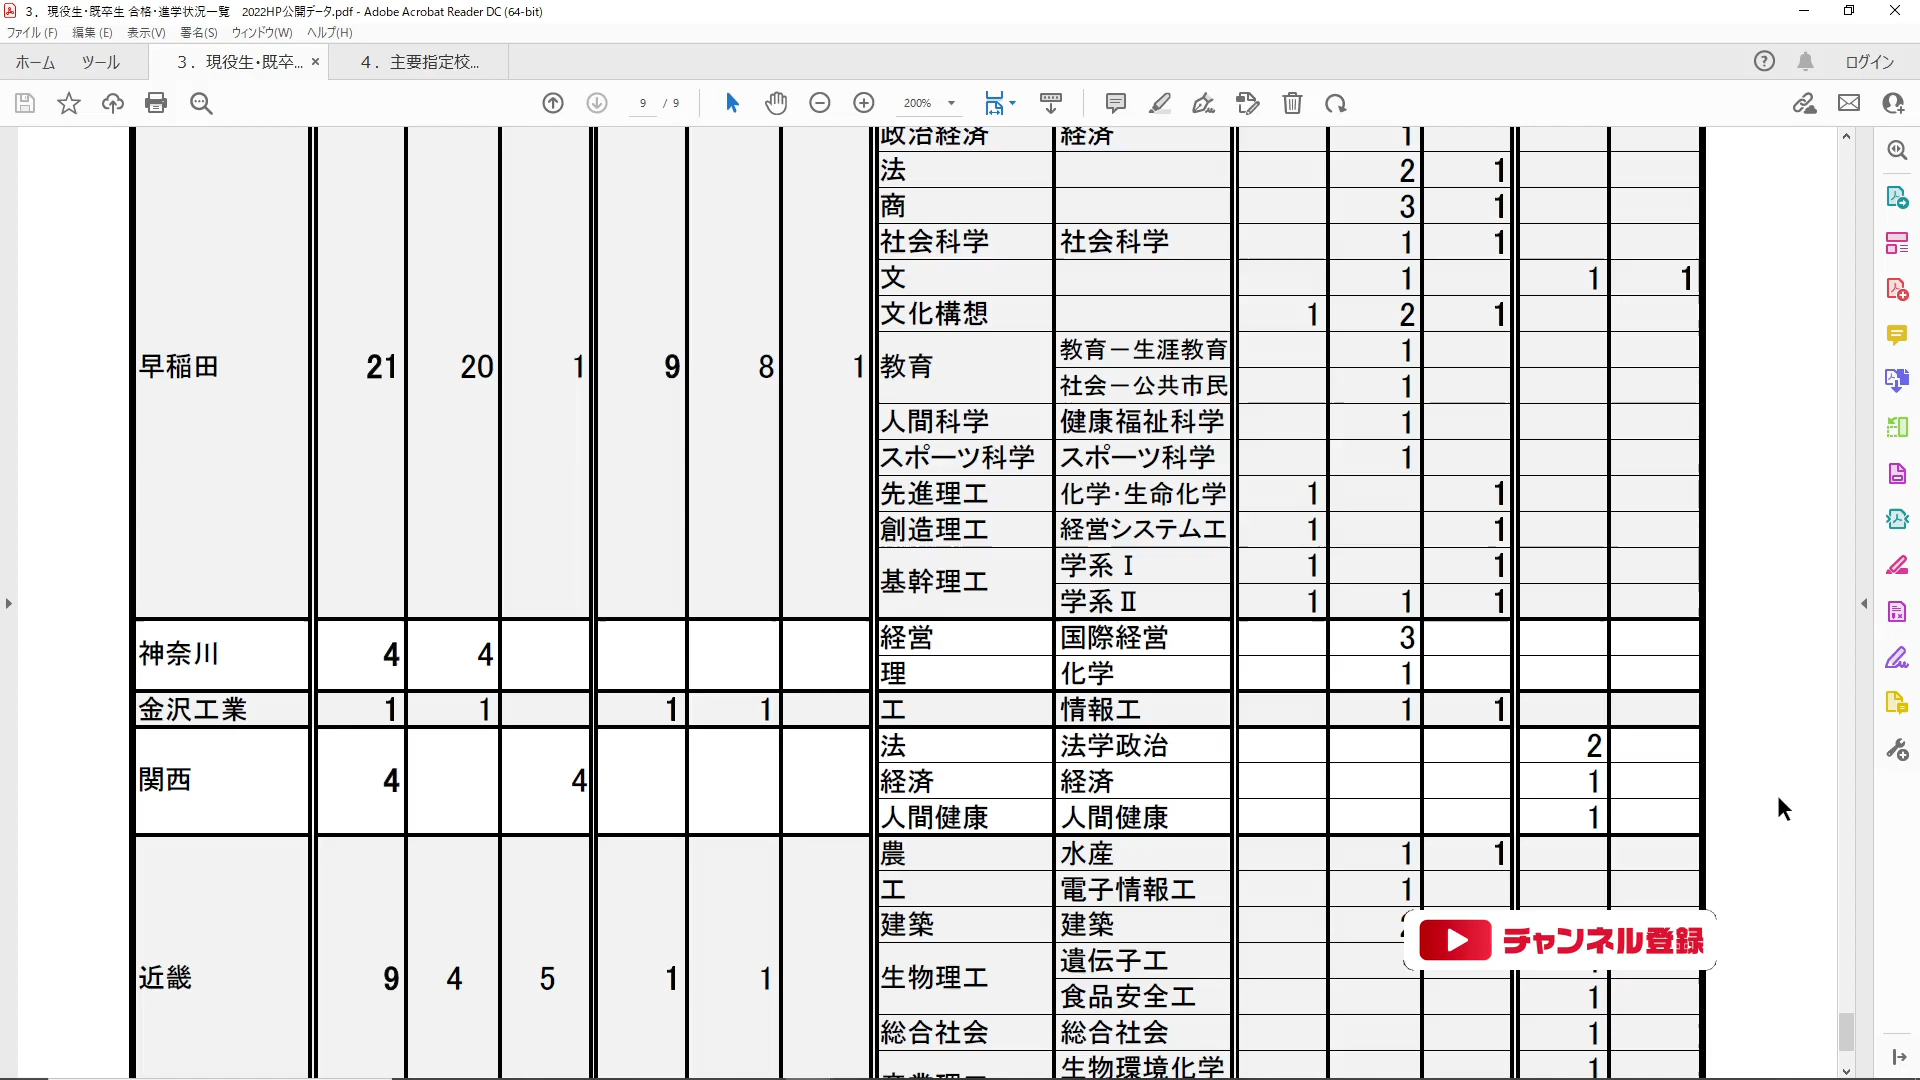 3．現役生・既卒生 合格・進学状況一覧　2022HP公開データ.pdf - Adobe Acrobat Reader DC (64-bit)
ファイル(F) 編集(E) 表示(V) 署名(S) ウィンドウ(W) ヘルプ(H)
ホーム ツール 3．現役生・既卒... × 4．主要指定校... ログイン
9 / 9 200%
政治経済 経済 1
法 2 1
商 3 1
社会科学 社会科学 1 1
文 1 1 1
文化構想 1 2 1
早稲田 21 20 1 9 8 1 教育 教育－生涯教育 1
社会－公共市民 1
人間科学 健康福祉科学 1
スポーツ科学 スポーツ科学 1
先進理工 化学・生命化学 1 1
創造理工 経営システム工 1 1
基幹理工 学系Ⅰ 1 1
学系Ⅱ 1 1 1
神奈川 4 4 経営 国際経営 3
理 化学 1
金沢工業 1 1 1 1 工 情報工 1 1
関西 4 4 法 法学政治 2
経済 経済 1
人間健康 人間健康 1
農 水産 1 1
工 電子情報工 1
建築 建築
チャンネル登録
近畿 9 4 5 1 1 生物理工 遺伝子工
食品安全工 1
総合社会 総合社会 1
生物環境化学 1